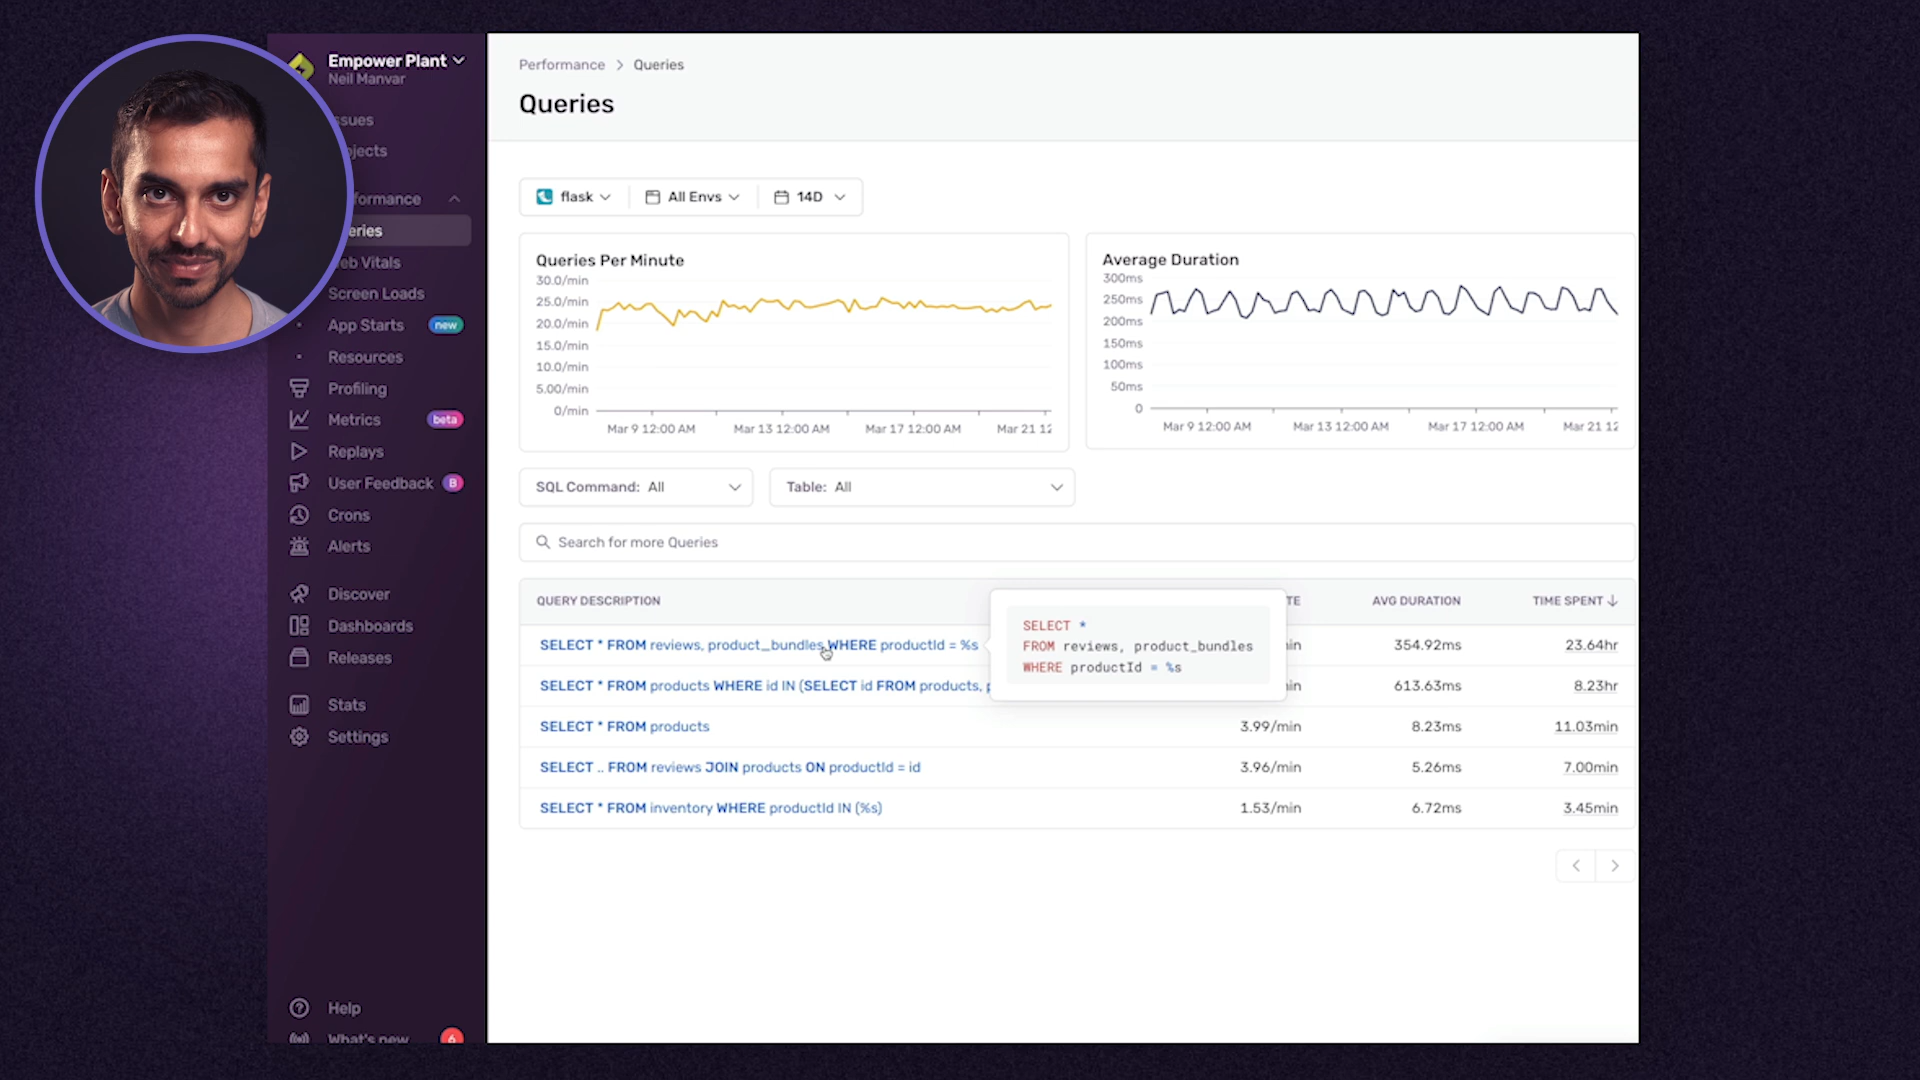 Empower Plant
Neil Manvar
Screen Loads
App Starts new
Resources
Profiling
Metrics beta
Replays
User Feedback B
Crons
Alerts
Discover
Dashboards
Releases
Stats
Settings
Help
What's new 6
Performance > Queries
Queries
flask All Envs 14D
Queries Per Minute
30.0/min
25.0/min
20.0/min
15.0/min
10.0/min
5.00/min
0/min
Mar 9 12:00 AM Mar 13 12:00 AM Mar 17 12:00 AM Mar 21 12
Average Duration
300ms
250ms
200ms
150ms
100ms
50ms
0
Mar 9 12:00 AM Mar 13 12:00 AM Mar 17 12:00 AM Mar 21 12
SQL Command: All Table: All
Search for more Queries
QUERY DESCRIPTION AVG DURATION TIME SPENT
SELECT * FROM reviews, product_bundles WHERE productId = %s 354.92ms 23.64hr
SELECT * FROM products WHERE id IN (SELECT id FROM products, 613.63ms 8.23hr
SELECT * FROM products 3.99/min 8.23ms 11.03min
SELECT .. FROM reviews JOIN products ON productId = id 3.96/min 5.26ms 7.00min
SELECT * FROM inventory WHERE productId IN (%s) 1.53/min 6.72ms 3.45min
SELECT *
FROM reviews, product_bundles
WHERE productId = %s